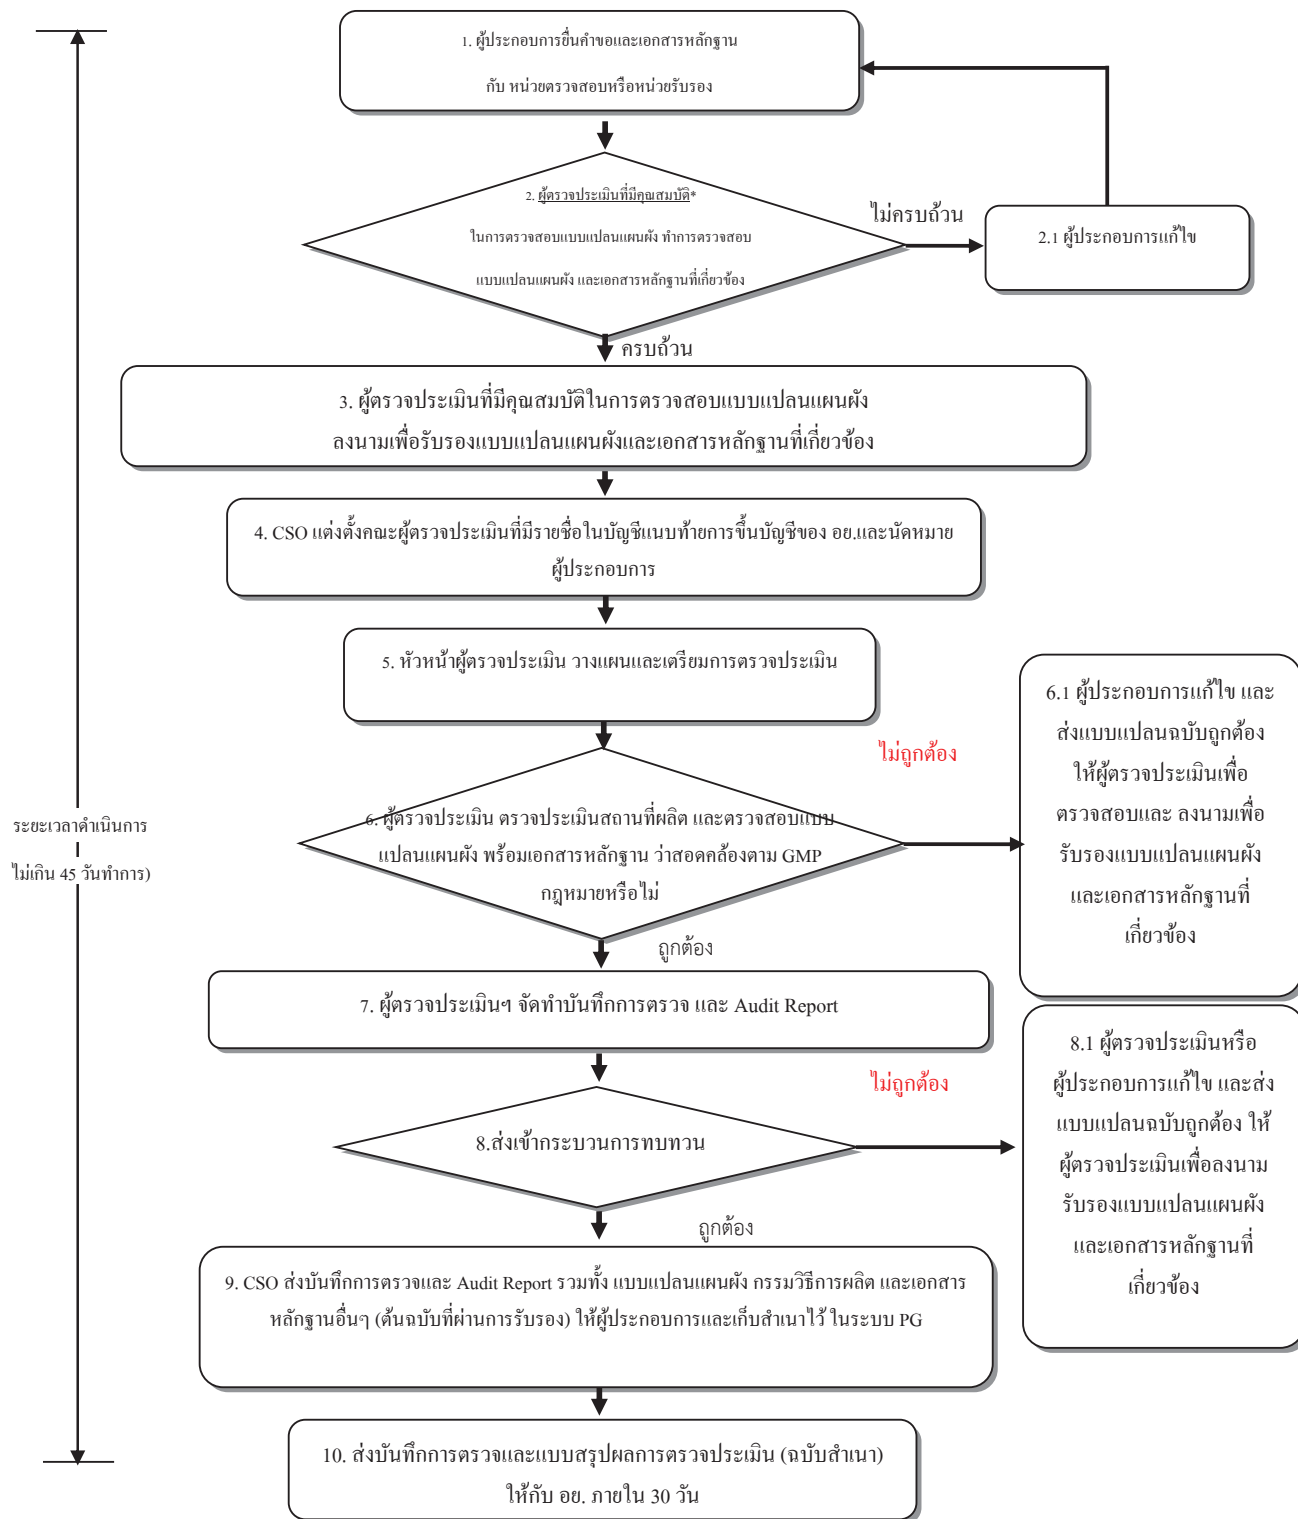 1. ผู้ประกอบการยื่นคำขอและเอกสารหลักฐาน
กับ หน่วยตรวจสอบหรือหน่วยรับรอง
2. ผู้ตรวจประเมินที่มีคุณสมบัติ*
ในการตรวจสอบแบบแปลนแผนผัง ทำการตรวจสอบ
แบบแปลนแผนผัง และเอกสารหลักฐานที่เกี่ยวข้อง
ไม่ครบถ้วน
2.1 ผู้ประกอบการแก้ไข
ครบถ้วน
3. ผู้ตรวจประเมินที่มีคุณสมบัติในการตรวจสอบแบบแปลนแผนผัง
ลงนามเพื่อรับรองแบบแปลนแผนผังและเอกสารหลักฐานที่เกี่ยวข้อง
4. CSO แต่งตั้งคณะผู้ตรวจประเมินที่มีรายชื่อในบัญชีแนบท้ายการขึ้นบัญชีของ อย.และนัดหมาย
ผู้ประกอบการ
5. หัวหน้าผู้ตรวจประเมิน วางแผนและเตรียมการตรวจประเมิน
ไม่ถูกต้อง
6. ผู้ตรวจประเมิน ตรวจประเมินสถานที่ผลิต และตรวจสอบแบบ
แปลนแผนผัง พร้อมเอกสารหลักฐาน ว่าสอดคล้องตาม GMP
กฎหมายหรือไม่
6.1 ผู้ประกอบการแก้ไข และ
ส่งแบบแปลนฉบับถูกต้อง
ให้ผู้ตรวจประเมินเพื่อ
ตรวจสอบและ ลงนามเพื่อ
รับรองแบบแปลนแผนผัง
และเอกสารหลักฐานที่
เกี่ยวข้อง
ระยะเวลาดำเนินการ
ไม่เกิน 45 วันทำการ)
ถูกต้อง
7. ผู้ตรวจประเมินฯ จัดทำบันทึกการตรวจ และ Audit Report
ไม่ถูกต้อง
8.ส่งเข้ากระบวนการทบทวน
8.1 ผู้ตรวจประเมินหรือ
ผู้ประกอบการแก้ไข และส่ง
แบบแปลนฉบับถูกต้อง ให้
ผู้ตรวจประเมินเพื่อลงนาม
รับรองแบบแปลนแผนผัง
และเอกสารหลักฐานที่
เกี่ยวข้อง
ถูกต้อง
9. CSO ส่งบันทึกการตรวจและ Audit Report รวมทั้ง แบบแปลนแผนผัง กรรมวิธีการผลิต และเอกสาร
หลักฐานอื่นๆ (ต้นฉบับที่ผ่านการรับรอง) ให้ผู้ประกอบการและเก็บสำเนาไว้ ในระบบ PG
10. ส่งบันทึกการตรวจและแบบสรุปผลการตรวจประเมิน (ฉบับสำเนา)
ให้กับ อย. ภายใน 30 วัน